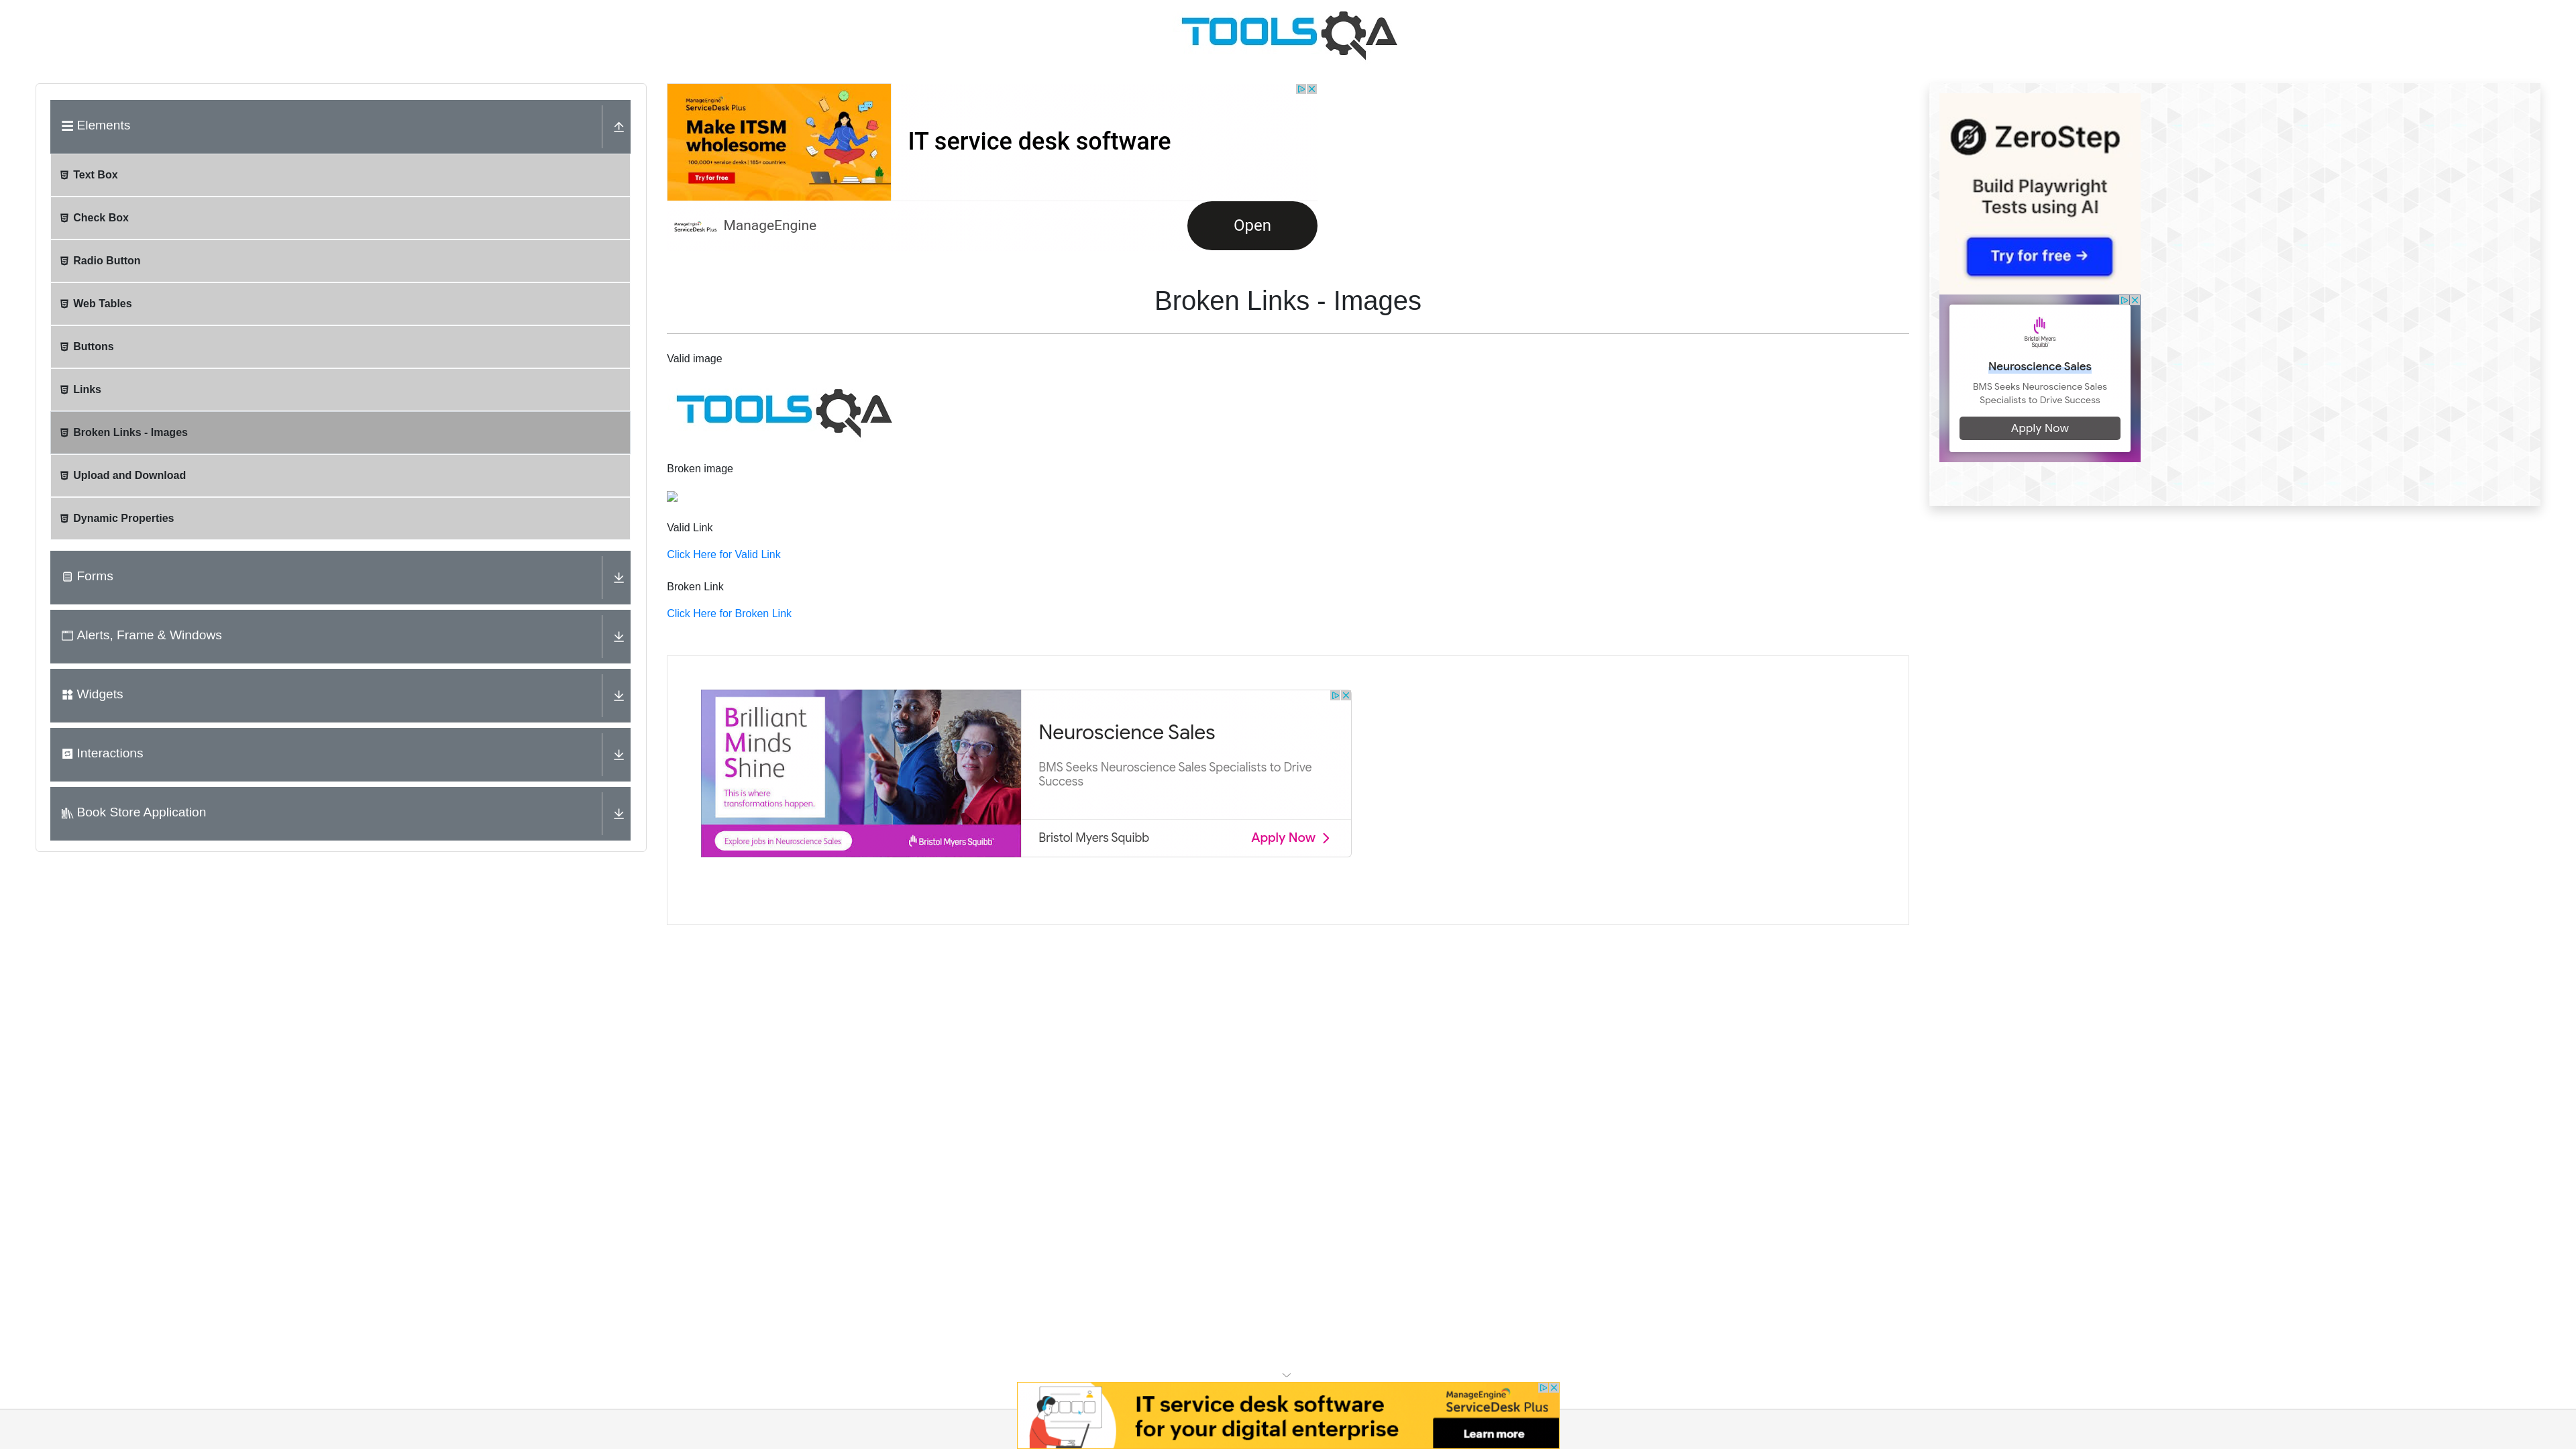 TOOLSQA
Elements
Text Box
Check Box
Radio Button
Web Tables
Buttons
Links
Broken Links - Images
Upload and Download
Dynamic Properties
Forms
Alerts, Frame & Windows
Widgets
Interactions
Book Store Application
ManageEngine
ServiceDesk Plus
Make ITSM
wholesome
100,000+ service desks | 185+ countries
Try for free
IT service desk software
ManageEngine
ServiceDesk Plus
ManageEngine
Open
Broken Links - Images
Valid image
TOOLSQA
Broken image
Valid Link
Click Here for Valid Link
Broken Link
Click Here for Broken Link
Brilliant
Minds
Shine
This is where
transformations happen.
Explore jobs in Neuroscience Sales
Bristol Myers Squibb
Neuroscience Sales
BMS Seeks Neuroscience Sales Specialists to Drive
Success
Bristol Myers Squibb
Apply Now
ZeroStep
Build Playwright
Tests using AI
Try for free →
Bristol Myers
Squibb
Neuroscience Sales
BMS Seeks Neuroscience Sales
Specialists to Drive Success
Apply Now
IT service desk software
for your digital enterprise
ManageEngine
ServiceDesk Plus
Learn more